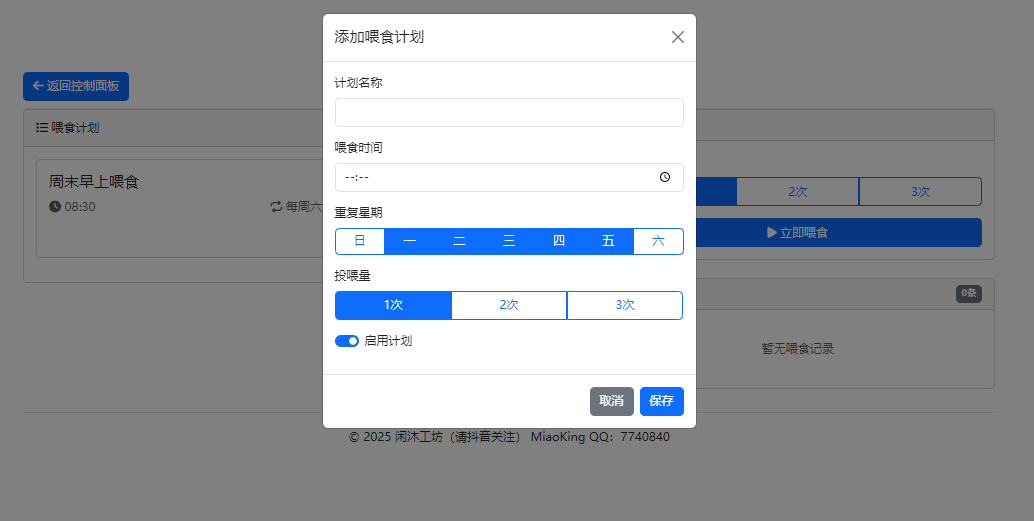 添加喂食计划
计划名称
喂食时间
--:--
重复星期
日 一 二 三 四 五 六
投喂量
1次 2次 3次
启用计划
取消 保存
返回控制面板
喂食计划
周末早上喂食
08:30 每周六
2次 3次
立即喂食
0条
暂无喂食记录
© 2025 闲沐工坊（请抖音关注） MiaoKing QQ：7740840